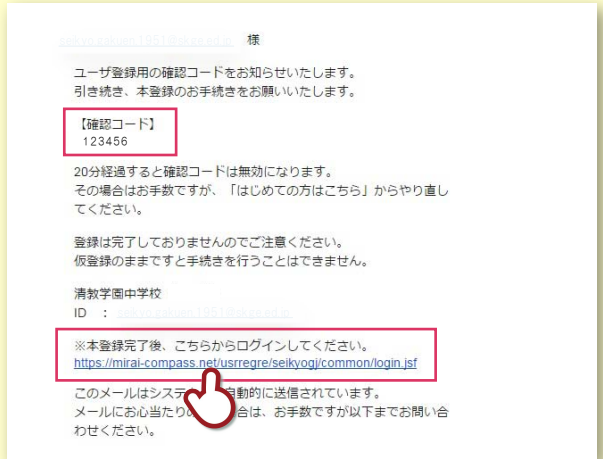 様
ユーザ登録用の確認コードをお知らせいたします。
引き続き、本登録のお手続きをお願いいたします。
【確認コード】
123456
20分経過すると確認コードは無効になります。
その場合はお手数ですが、「はじめての方はこちら」からやり直し
てください。
登録は完了しておりませんのでご注意ください。
仮登録のままですと手続きを行うことはできません。
清教学園中学校
ID ：
※本登録完了後、こちらからログインしてください。
https://mirai-compass.net/usrregre/seikyogj/common/login.jsf
このメールはシステ 自動的に送信されています。
メールにお心当たりの 合は、お手数ですが以下までお問い合
わせください。